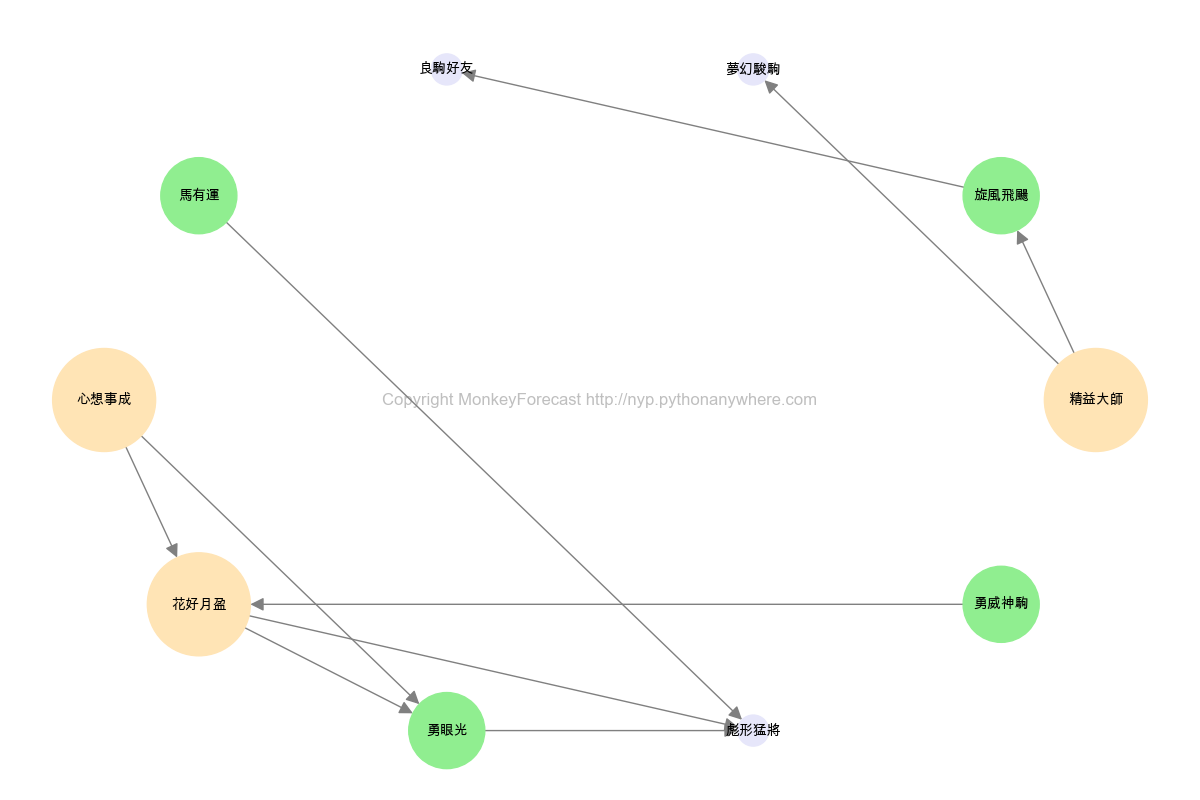 良駒好友
夢幻駿駒
馬有運
旋風飛颺
心想事成
Copyright MonkeyForecast http://nyp.pythonanywhere.com
精益大師
花好月盈
勇威神駒
勇眼光
彪形猛將